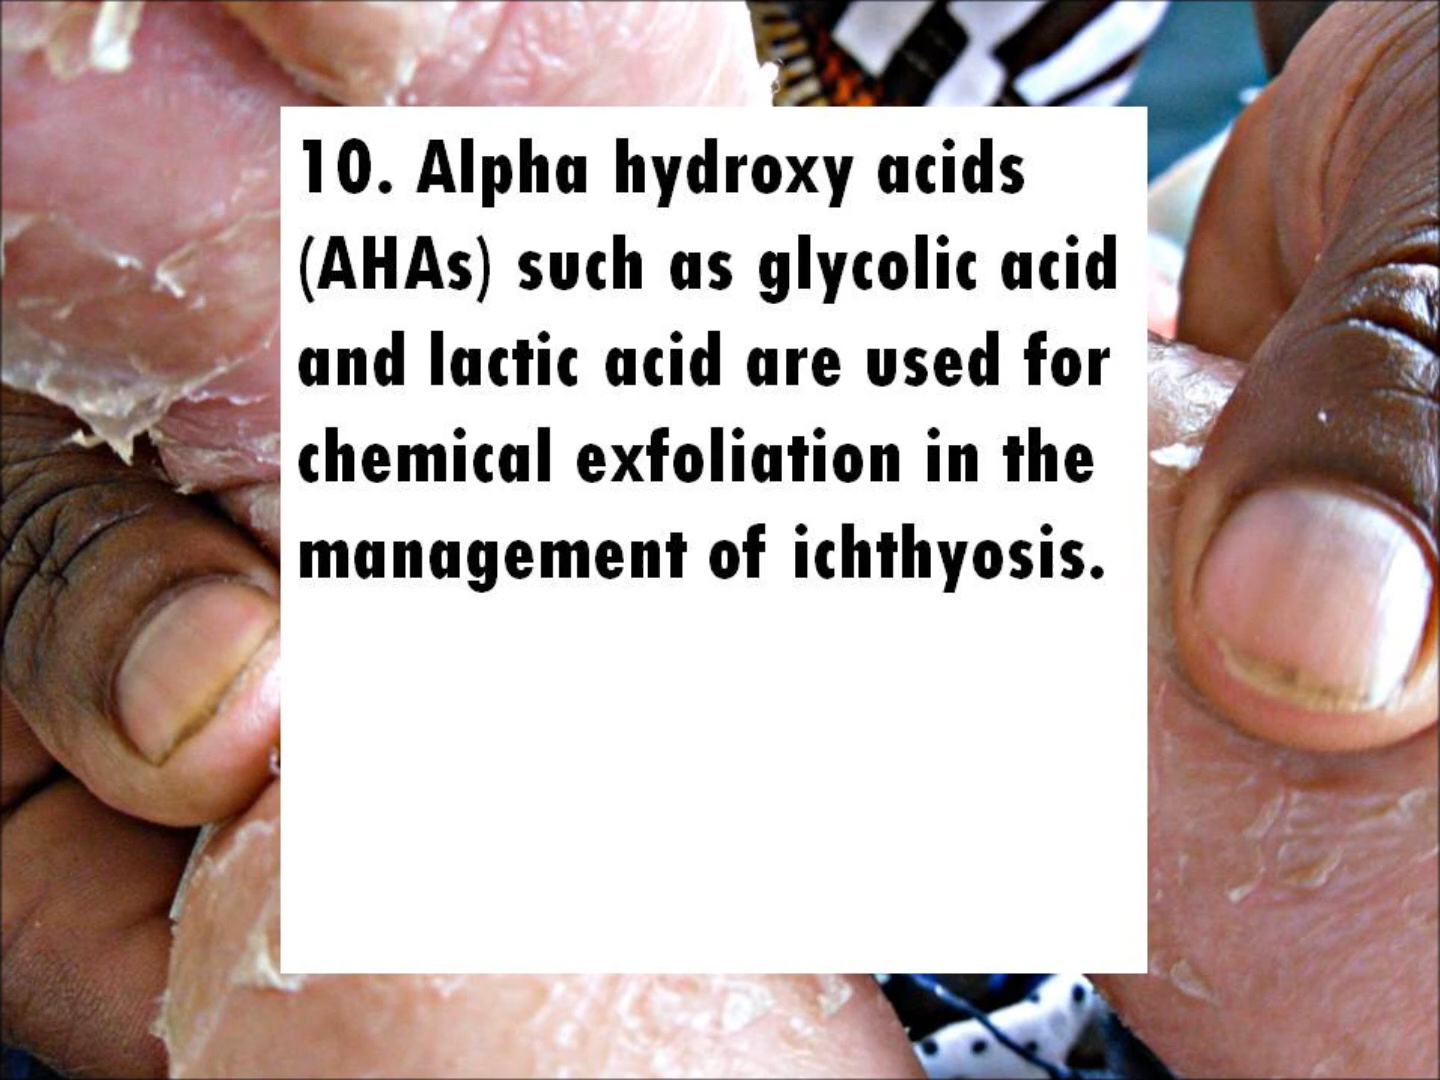 10. Alpha hydroxy acids
(AHAs) such as glycolic acid
and lactic acid are used for
chemical exfoliation in the
management of ichthyosis.